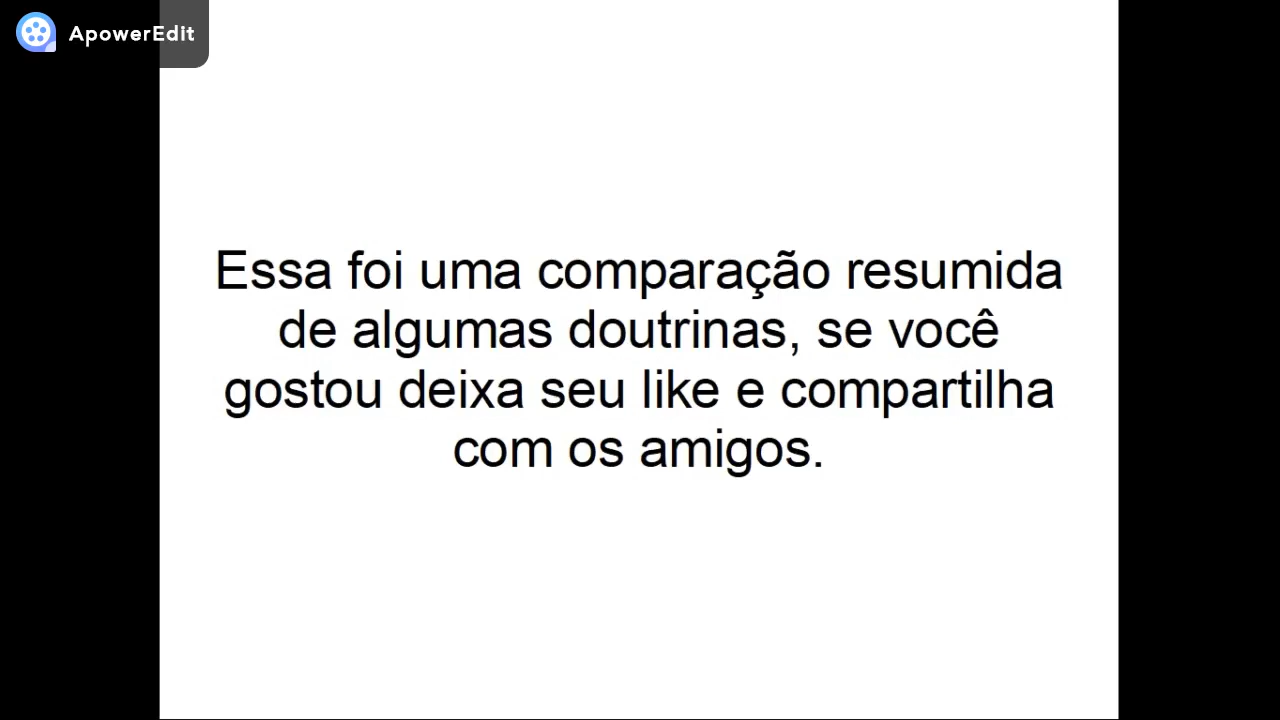 ApowerEdit
Essa foi uma comparação resumida
de algumas doutrinas, se você
gostou deixa seu like e compartilha
com os amigos.